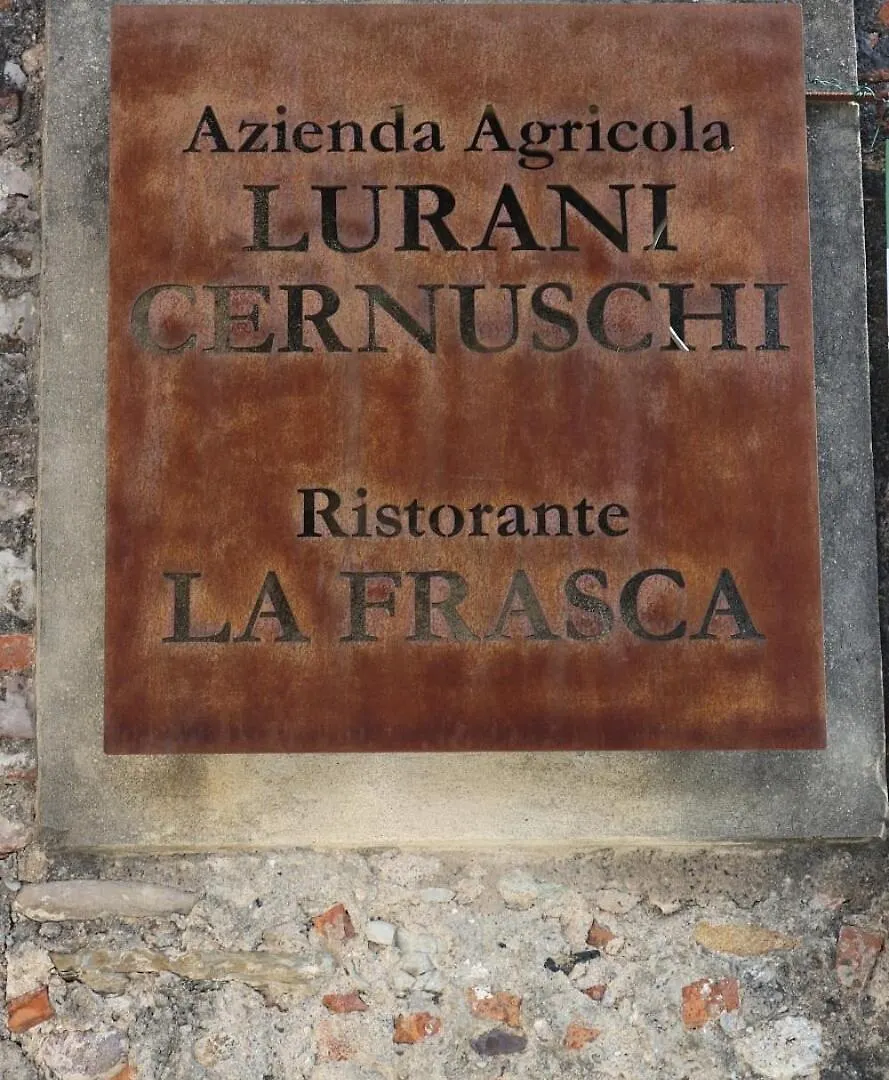 Azienda Agricola
LURANI
CERNUSCHI
Ristorante
LA FRASCA